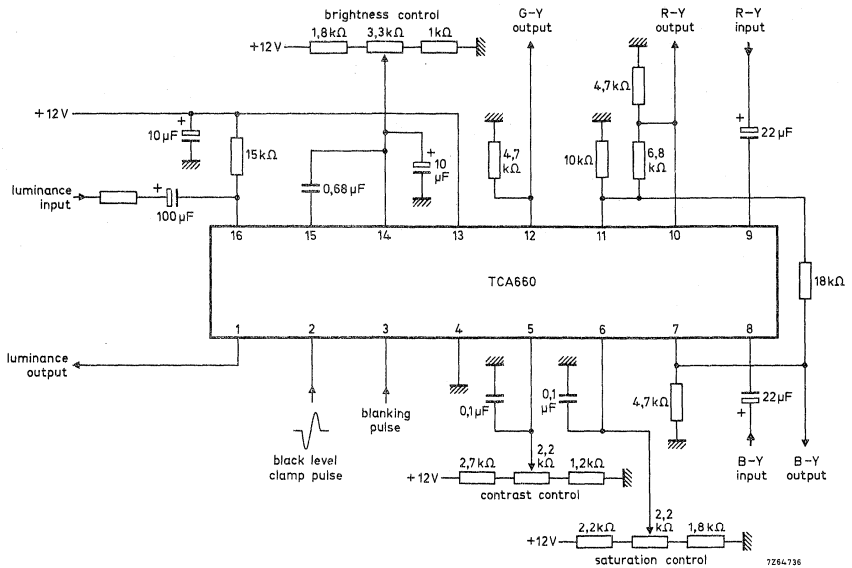 brightness control
1,8kΩ 3,3kΩ 1kΩ
+12V
G-Y
output
R-Y
output
R-Y
input
4,7kΩ
+12V
+
10µF
15kΩ
0,68µF
+
10
µF
4,7
kΩ
10kΩ
6,8
kΩ
+
22µF
luminance
input
+
100µF
16 15 14 13 12 11 10 9
TCA660
18kΩ
1 2 3 4 5 6 7 8
luminance
output
black level
clamp pulse
blanking
pulse
0,1µF
0,1
µF
4,7kΩ
22µF
+
B-Y
input
B-Y
output
+12V
2,7kΩ
2,2
kΩ
1,2kΩ
contrast control
+12V
2,2kΩ
2,2
kΩ
1,8kΩ
saturation control
7Z64736